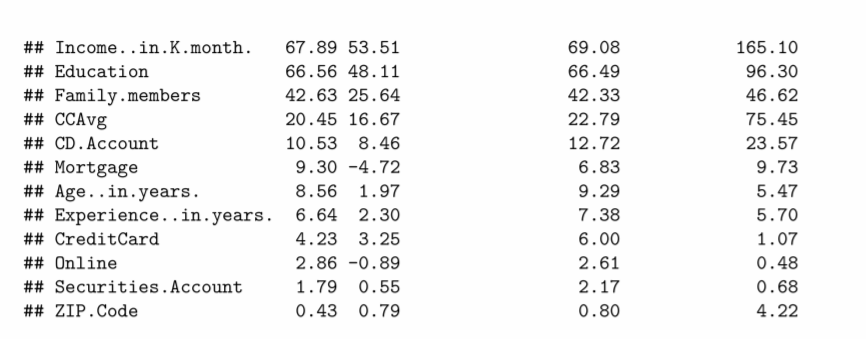 ## Income..in.K.month.   67.89 53.51                69.08           165.10
## Education             66.56 48.11                66.49            96.30
## Family.members        42.63 25.64                42.33            46.62
## CCAvg                 20.45 16.67                22.79            75.45
## CD.Account            10.53  8.46                12.72            23.57
## Mortgage               9.30 -4.72                 6.83             9.73
## Age..in.years.         8.56  1.97                 9.29             5.47
## Experience..in.years.  6.64  2.30                 7.38             5.70
## CreditCard             4.23  3.25                 6.00             1.07
## Online                 2.86 -0.89                 2.61             0.48
## Securities.Account     1.79  0.55                 2.17             0.68
## ZIP.Code               0.43  0.79                 0.80             4.22